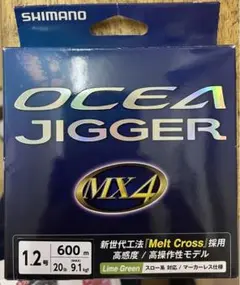 SHIMANO
OCEA
JIGGER
MX4
新世代工法「Melt Cross」採用
高感度/高操作性モデル
Lime Green スロー系 対応/マーカーレス仕様
1.2号 600m
20lb 9.1kg